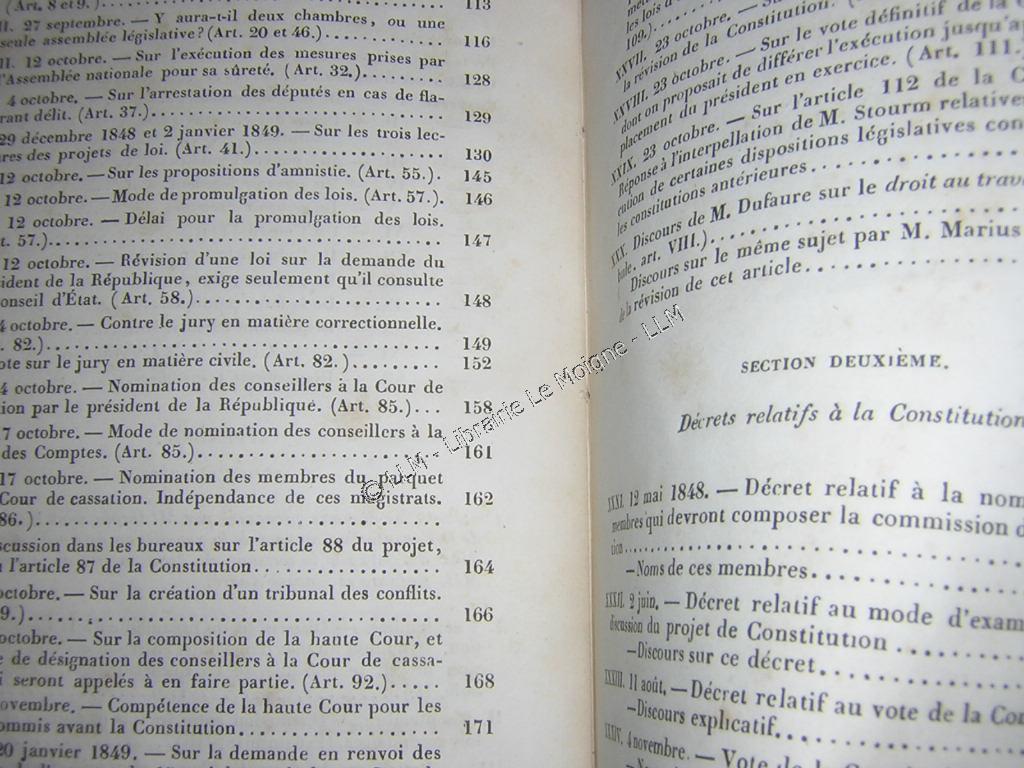 (Art. 8 et 9.) 113
II. 27 septembre. — Y aura-t-il deux chambres, ou une
seule assemblée législative? (Art. 20 et 46.) 116
II. 12 octobre. — Sur l'exécution des mesures prises par
l'Assemblée nationale pour sa sûreté. (Art. 32.) 128
4 octobre. — Sur l'arrestation des députés en cas de fla-
rant délit. (Art. 37.) 129
29 décembre 1848 et 2 janvier 1849. — Sur les trois lec-
res des projets de loi. (Art. 41.) 130
12 octobre. — Sur les propositions d'amnistie. (Art. 55.) 145
12 octobre. — Mode de promulgation des lois. (Art. 57.) 146
12 octobre. — Délai pour la promulgation des lois.
t. 57.) 147
12 octobre. — Révision d'une loi sur la demande du
sident de la République, exige seulement qu'il consulte
onseil d'État. (Art. 58.) 148
4 octobre. — Contre le jury en matière correctionnelle.
. 82.) 149
ote sur le jury en matière civile. (Art. 82.) 152
4 octobre. — Nomination des conseillers à la Cour de
ion par le président de la République. (Art. 85.) 158
7 octobre. — Mode de nomination des conseillers à la
des Comptes. (Art. 85.) 161
17 octobre. — Nomination des membres du parquet
Cour de cassation. Indépendance de ces magistrats.
86.) 162
scussion dans les bureaux sur l'article 88 du projet,
l'article 87 de la Constitution 164
octobre. — Sur la création d'un tribunal des conflits.
9.) 166
octobre. — Sur la composition de la haute Cour, et
e de désignation des conseillers à la Cour de cassa-
i seront appelés à en faire partie. (Art. 92.) 168
novembre. — Compétence de la haute Cour pour les
ommis avant la Constitution 171
20 janvier 1849. — Sur la demande en renvoi des
109.)
XXVII. 23 octobre. —
la révision de la Constitution.
XXVIII. 23 octobre. — Sur le vote définitif de la
dont on proposait de différer l'exécution jusqu'a
placement du président en exercice. (Art. 111.)
XXIX. 23 octobre. — Sur l'article 112 de la C
Réponse à l'interpellation de M. Stourm relative
cution de certaines dispositions législatives con
les constitutions antérieures
XXX. Discours de M. Dufaure sur le droit au trava
bule, art. VIII.)
Discours sur le même sujet par M. Marius
de la révision de cet article
SECTION DEUXIÈME.
Décrets relatifs à la Constitution
XXXI. 12 mai 1848. — Décret relatif à la nom
membres qui devront composer la commission d
tion
— Noms de ces membres
XXXII. 2 juin. — Décret relatif au mode d'exam
discussion du projet de Constitution
— Discours sur ce décret
XXXIII. 11 août. — Décret relatif au vote de la Con
— Discours explicatif
XXXIV. 4 novembre. — Vote de la
© LLM - Librairie Le Moigne - LLM